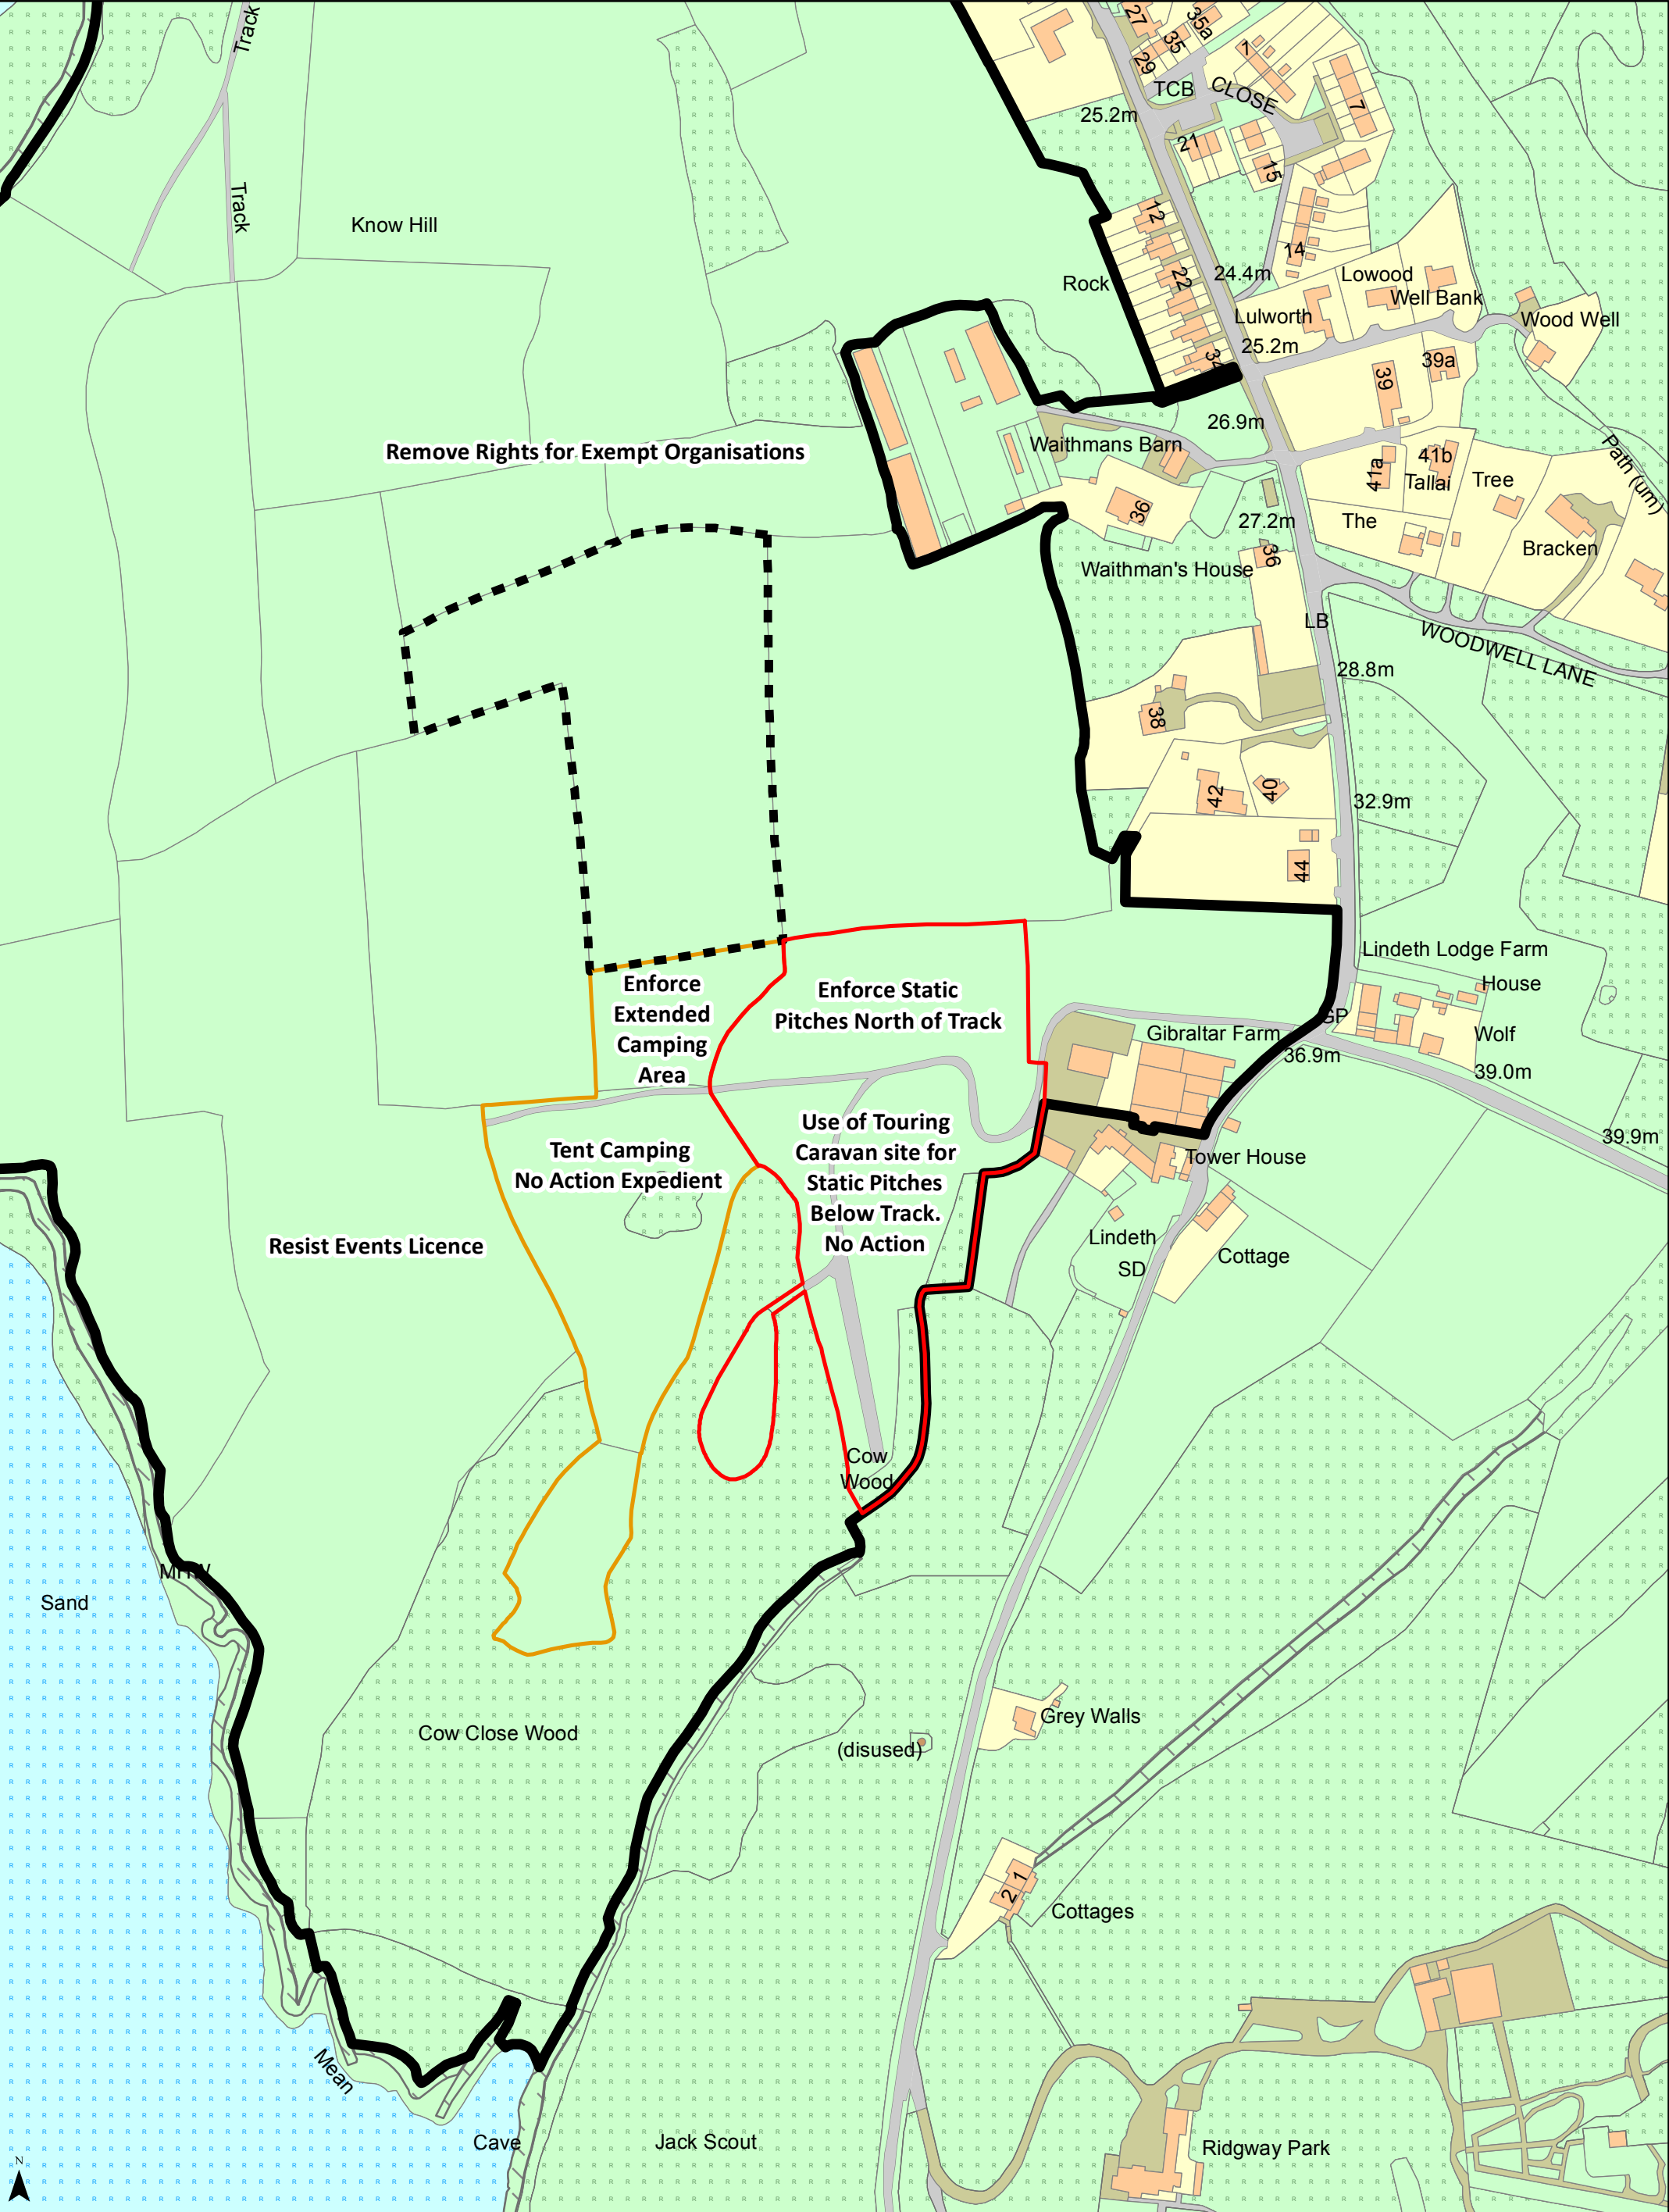 Track
27
35a
35
29
1
TCB
CLOSE
7
25.2m
21
15
Track
12
Know Hill
14
24.4m
Lowood
Rock
22
Well Bank
Lulworth
Wood Well
25.2m
34
39a
39
26.9m
Waithmans Barn
Remove Rights for Exempt Organisations
41a
41b
Tallai
Tree
Path (um)
36
27.2m
The
Bracken
36
Waithman's House
LB
WOODWELL LANE
28.8m
38
42
40
32.9m
44
Lindeth Lodge Farm
House
Enforce
Extended
Camping
Area
Enforce Static
Pitches North of Track
GP
Gibraltar Farm
Wolf
36.9m
39.0m
Use of Touring
Caravan site for
Static Pitches
Below Track.
No Action
39.9m
Tent Camping
No Action Expedient
Tower House
Resist Events Licence
Lindeth
Cottage
SD
Cow
Wood
MHW
Sand
Grey Walls
Cow Close Wood
(disused)
1
2
Cottages
Mean
Cave
Jack Scout
Ridgway Park
N